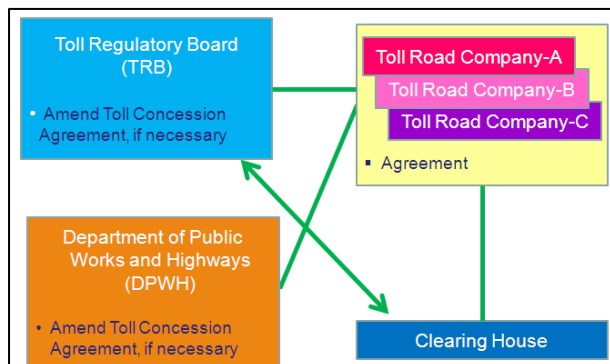 Toll Regulatory Board
(TRB)
• Amend Toll Concession
Agreement, if necessary
Toll Road Company-A
Toll Road Company-B
Toll Road Company-C
▪ Agreement
Department of Public
Works and Highways
(DPWH)
• Amend Toll Concession
Agreement, if necessary
Clearing House